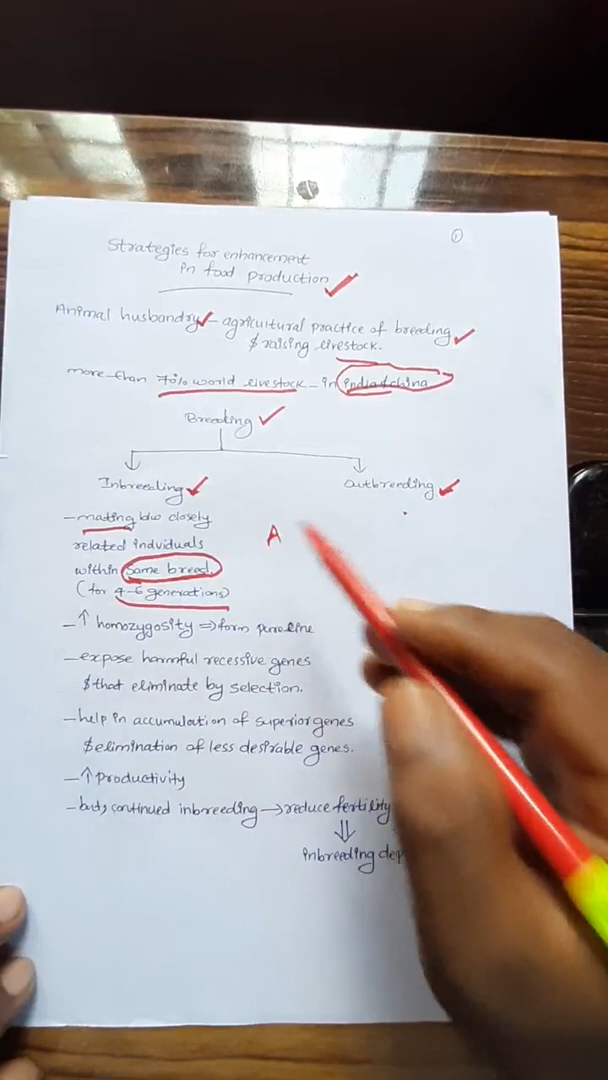 ①
Strategies for enhancement
in food production
Animal husbandry - agricultural practice of breeding
& raising livestock.
more than 70% world livestock - in india & china
Breeding
Inbreeding
Outbreeding
- mating b/w closely
related indviduals
within same breed.
(for 4-6 generations)
A
- ↑ homozygosity ⇒ form pureline
- expose harmful recessive genes
& that eliminate by selection.
- help in accumulation of superior genes
& elimination of less desirable genes.
- ↑ productivity
- but, continued inbreeding → reduce fertility
⇓
inbreeding dep